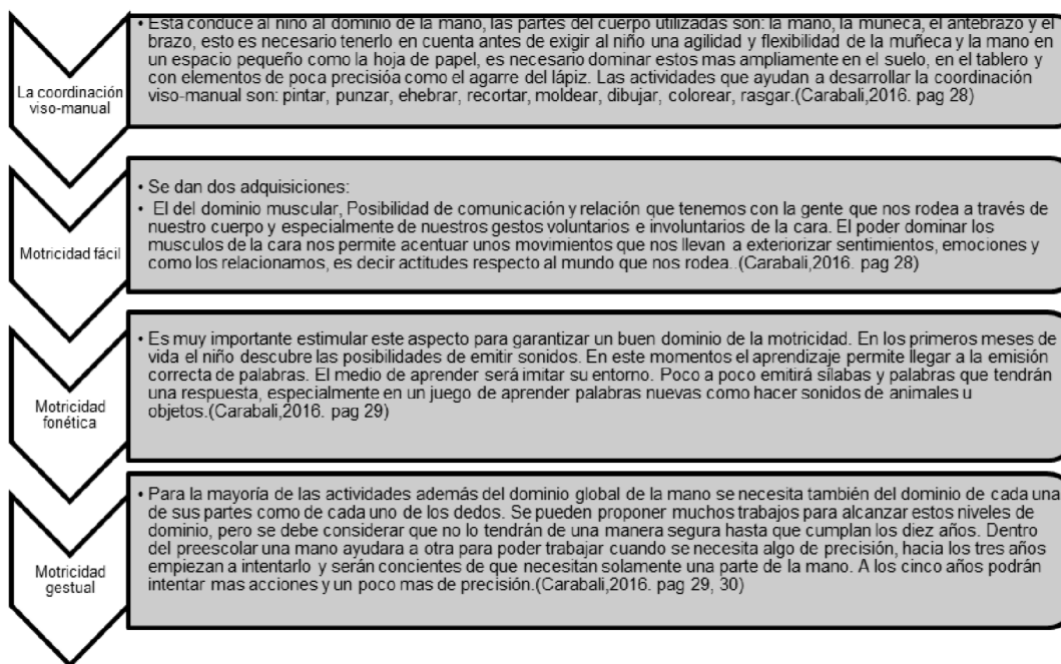 La coordinación
viso-manual
• Esta conduce al niño al dominio de la mano, las partes del cuerpo utilizadas son: la mano, la muñeca, el antebrazo y el
brazo, esto es necesario tenerlo en cuenta antes de exigir al niño una agilidad y flexibilidad de la muñeca y la mano en
un espacio pequeño como la hoja de papel, es necesario dominar estos mas ampliamente en el suelo, en el tablero y
con elementos de poca precisióa como el agarre del lápiz. Las actividades que ayudan a desarrollar la coordinación
viso-manual son: pintar, punzar, ehebrar, recortar, moldear, dibujar, colorear, rasgar.(Carabali,2016. pag 28)
Motricidad fácil
• Se dan dos adquisiciones:
• El del dominio muscular, Posibilidad de comunicación y relación que tenemos con la gente que nos rodea a través de
nuestro cuerpo y especialmente de nuestros gestos voluntarios e involuntarios de la cara. El poder dominar los
musculos de la cara nos permite acentuar unos movimientos que nos llevan a exteriorizar sentimientos, emociones y
como los relacionamos, es decir actitudes respecto al mundo que nos rodea. (Carabali,2016. pag 28)
Motricidad
fonética
• Es muy importante estimular este aspecto para garantizar un buen dominio de la motricidad. En los primeros meses de
vida el niño descubre las posibilidades de emitir sonidos. En este momentos el aprendizaje permite llegar a la emisión
correcta de palabras. El medio de aprender será imitar su entorno. Poco a poco emitirá sílabas y palabras que tendrán
una respuesta, especialmente en un juego de aprender palabras nuevas como hacer sonidos de animales u
objetos.(Carabali,2016. pag 29)
Motricidad
gestual
• Para la mayoría de las actividades además del dominio global de la mano se necesita también del dominio de cada una
de sus partes como de cada uno de los dedos. Se pueden proponer muchos trabajos para alcanzar estos niveles de
dominio, pero se debe considerar que no lo tendrán de una manera segura hasta que cumplan los diez años. Dentro
del preescolar una mano ayudara a otra para poder trabajar cuando se necesita algo de precisión, hacia los tres años
empiezan a intentarlo y serán concientes de que necesitan solamente una parte de la mano. A los cinco años podrán
intentar mas acciones y un poco mas de precisión.(Carabali,2016. pag 29, 30)